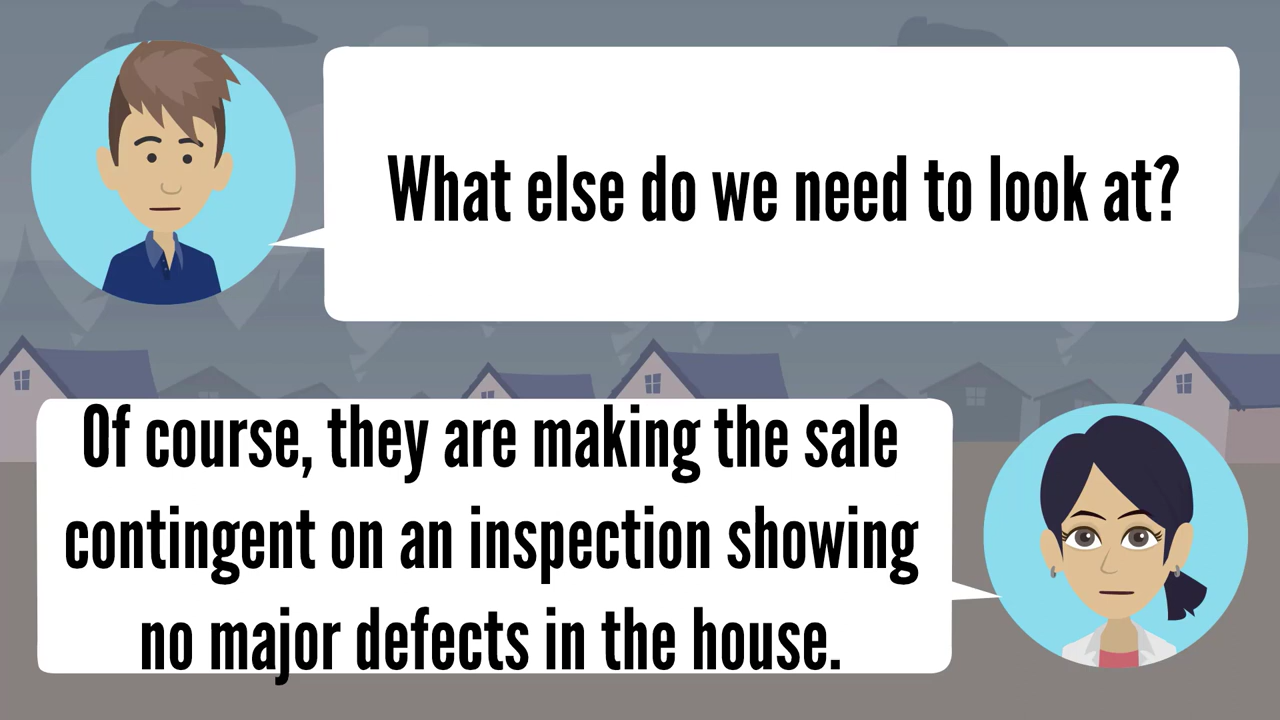 What else do we need to look at?
Of course, they are making the sale
contingent on an inspection showing
no major defects in the house.